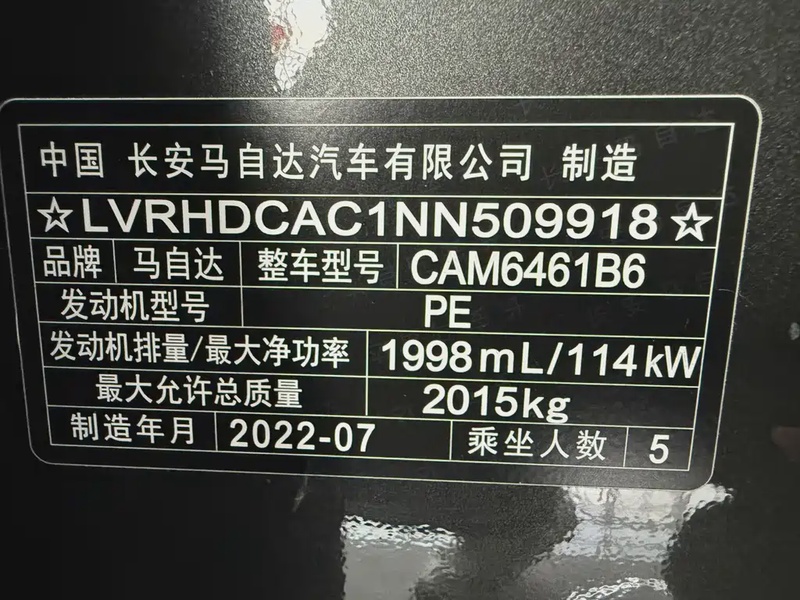 中国 长安马自达汽车有限公司 制造
☆LVRHDCAC1NN509918☆
品牌 马自达 整车型号 CAM6461B6
发动机型号 PE
发动机排量/最大净功率 1998mL/114kW
最大允许总质量 2015kg
制造年月 2022-07 乘坐人数 5